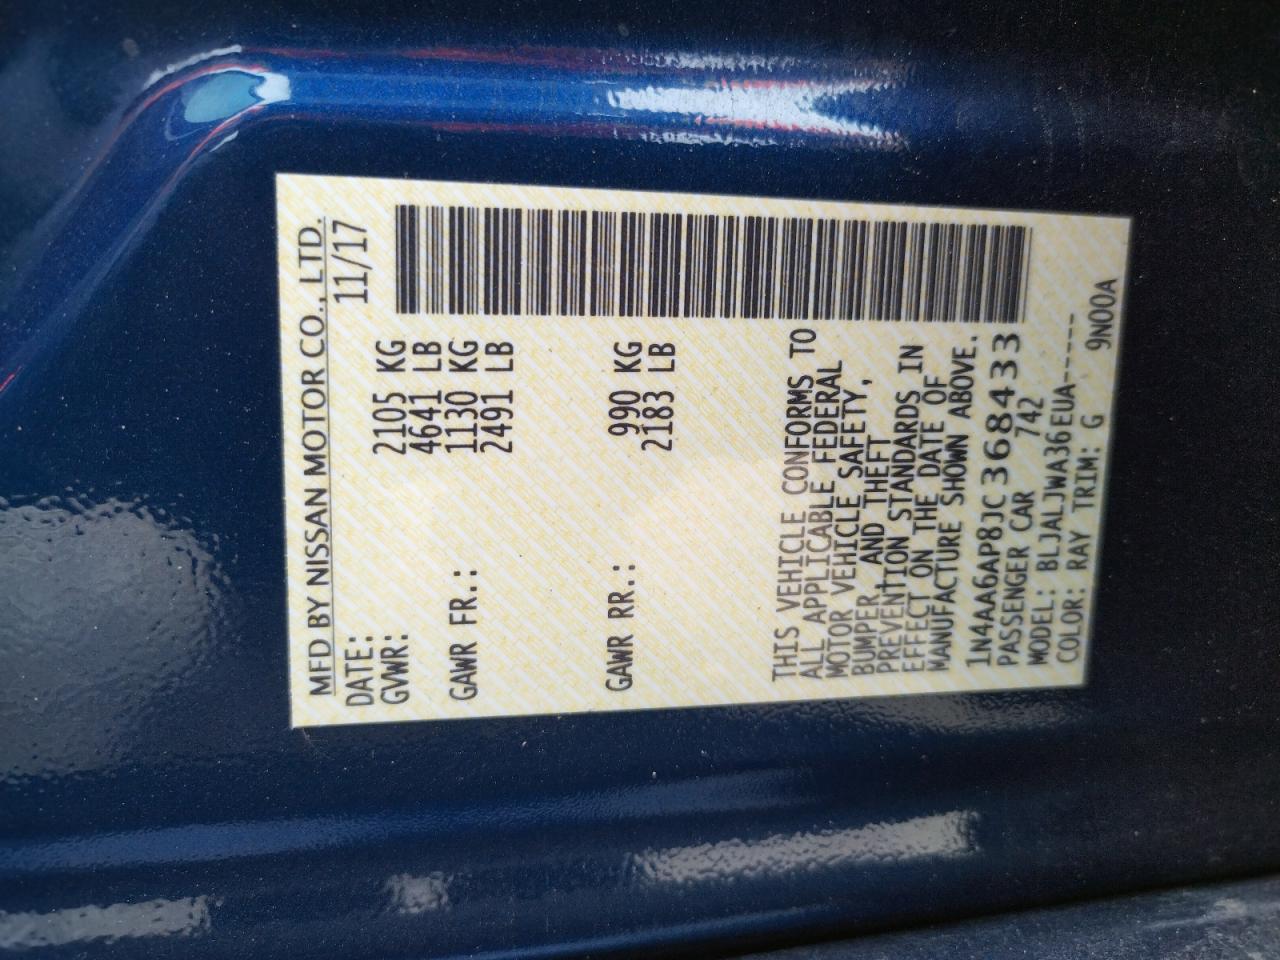 MFD BY NISSAN MOTOR CO., LTD.
DATE: 11/17
GVWR: 2105 KG
4641 LB
GAWR FR.: 1130 KG
2491 LB
GAWR RR.: 990 KG
2183 LB
THIS VEHICLE CONFORMS TO
ALL APPLICABLE FEDERAL
MOTOR VEHICLE SAFETY,
BUMPER AND THEFT
PREVENTION STANDARDS IN
EFFECT ON THE DATE OF
MANUFACTURE SHOWN ABOVE.
1N4AA6AP8JC368433
PASSENGER CAR 742
MODEL: BLJALJWA36EUA-----
COLOR: RAY TRIM: G 9N00A